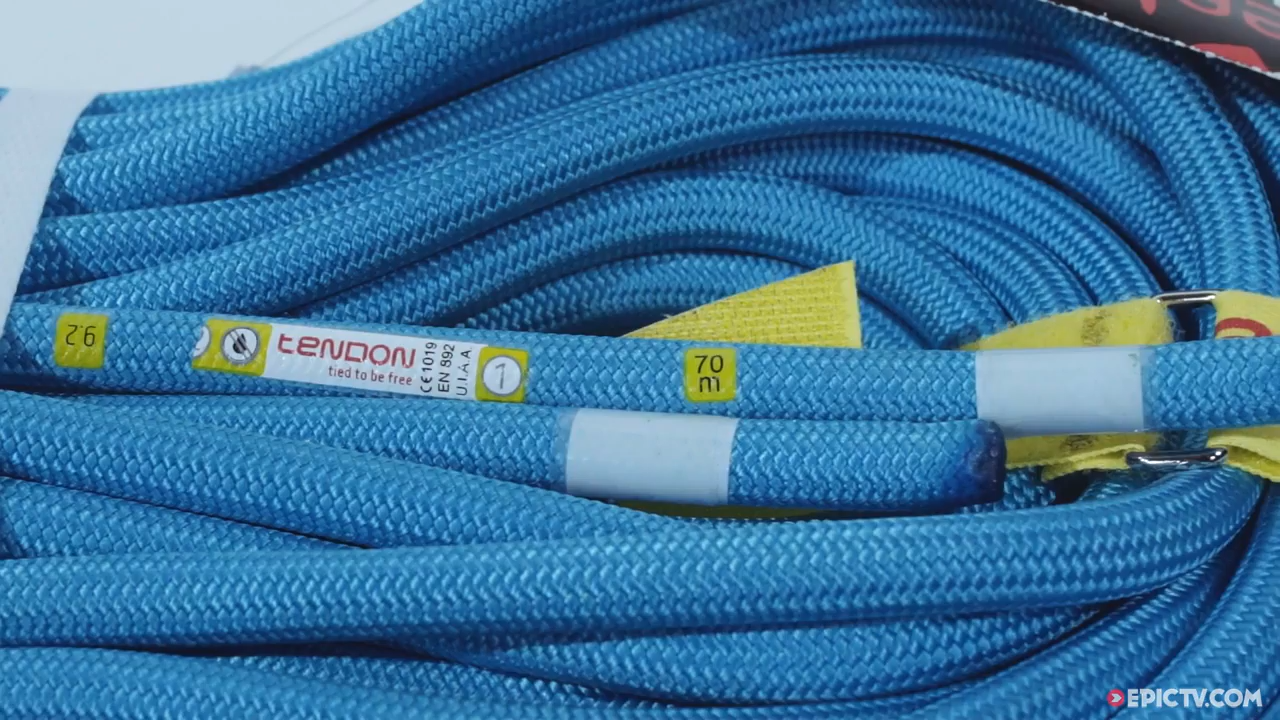 9.2
TENDON
tied to be free
CE 1019
EN 892
U.I.A.A
1
70
m
EPICTV.COM